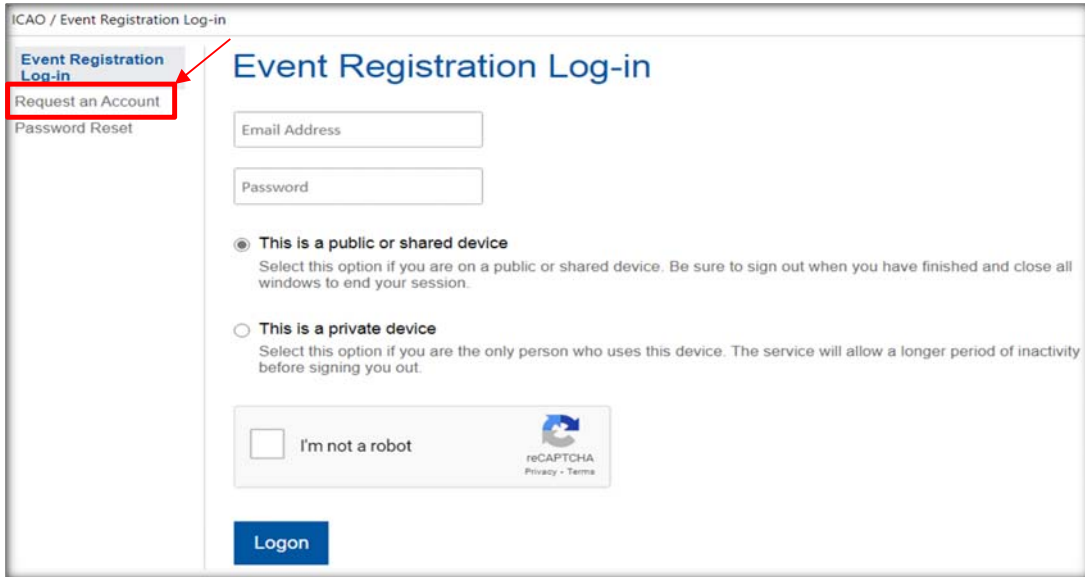 ICAO / Event Registration Log-in
Event Registration
Log-in
Request an Account
Password Reset
Event Registration Log-in
Email Address
Password
This is a public or shared device
Select this option if you are on a public or shared device. Be sure to sign out when you have finished and close all
windows to end your session.
This is a private device
Select this option if you are the only person who uses this device. The service will allow a longer period of inactivity
before signing you out.
I'm not a robot
reCAPTCHA
Privacy - Terms
Logon